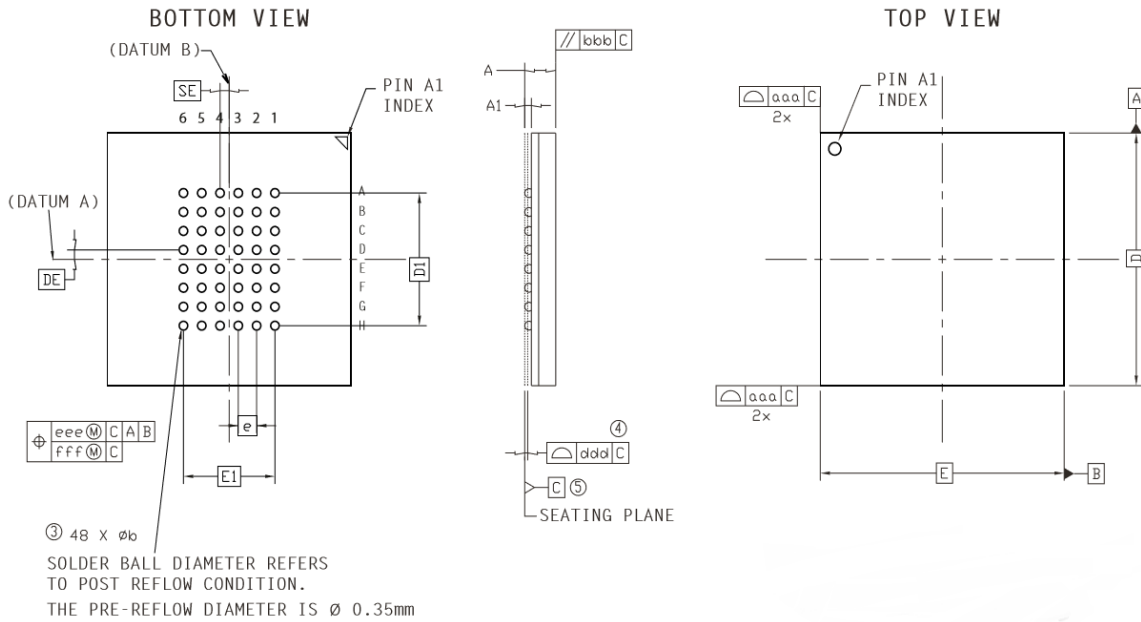 BOTTOM VIEW
(DATUM B)
SE
6 5 4 3 2 1
PIN A1
INDEX
(DATUM A)
DE
A
B
C
D
E
F
G
H
D1
e
⌖ eee Ⓜ C A B
fff Ⓜ C
E1
③ 48 X Øb
SOLDER BALL DIAMETER REFERS
TO POST REFLOW CONDITION.
THE PRE-REFLOW DIAMETER IS Ø 0.35mm
// bbb C
A
A1
④
⌓ ddd C
C ⑤
SEATING PLANE
TOP VIEW
⌓ aaa C
2x
PIN A1
INDEX
A
D
⌓ aaa C
2x
E
B